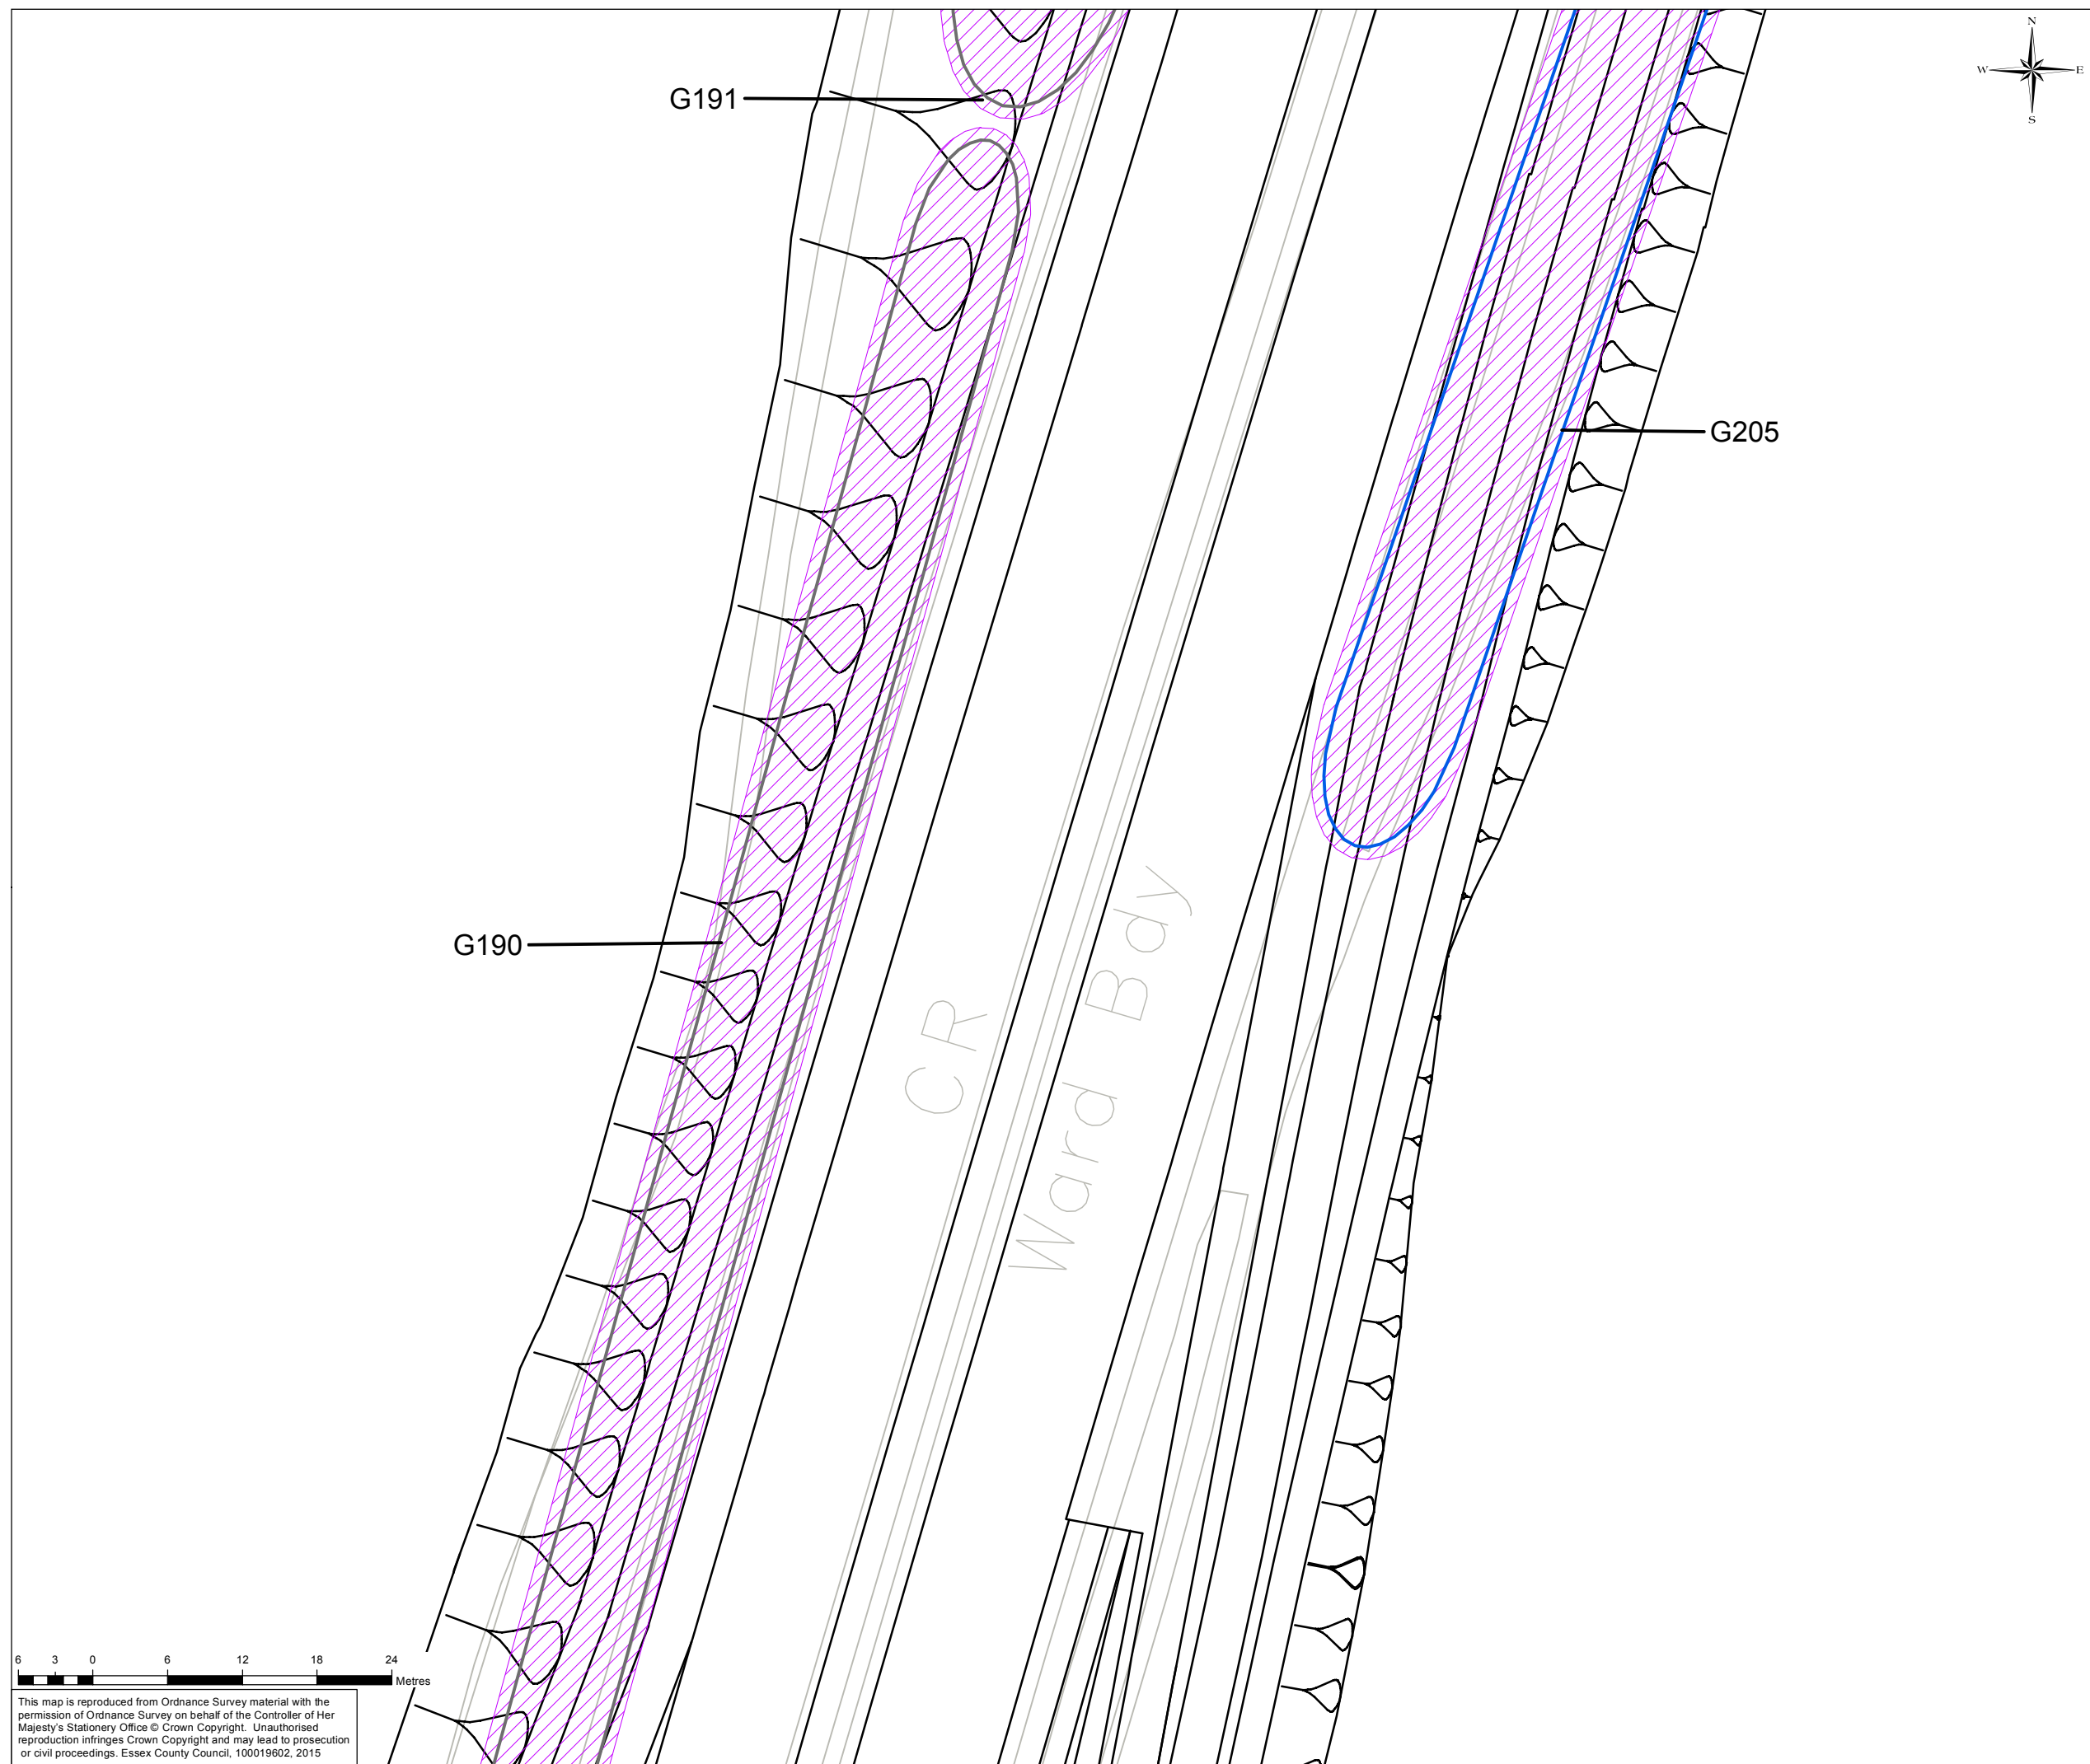 N
W E
S
G191
G205
G190
CR
Ward Bdy
6 3 0 6 12 18 24
Metres
This map is reproduced from Ordnance Survey material with the
permission of Ordnance Survey on behalf of the Controller of Her
Majesty's Stationery Office © Crown Copyright. Unauthorised
reproduction infringes Crown Copyright and may lead to prosecution
or civil proceedings. Essex County Council, 100019602, 2015